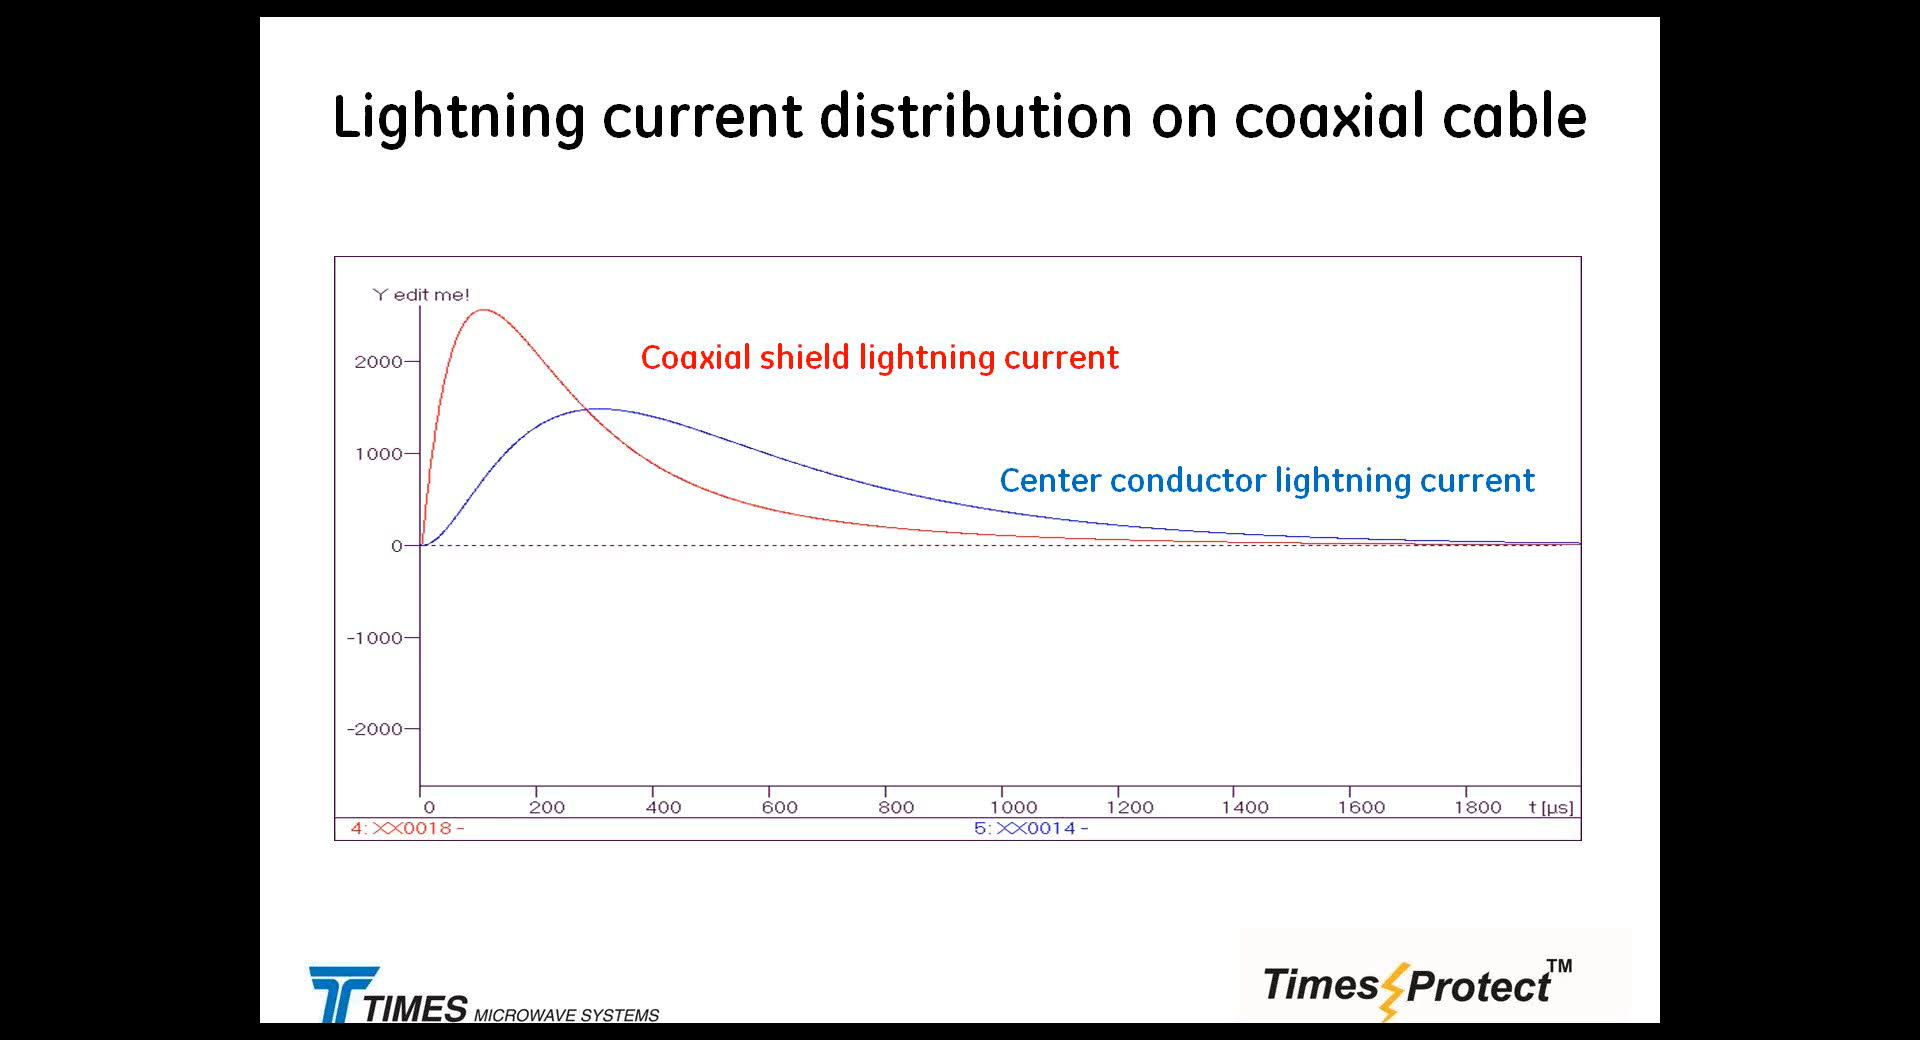 Lightning current distribution on coaxial cable
Y edit me!
2000
1000
0
-1000
-2000
Coaxial shield lightning current
Center conductor lightning current
0 200 400 600 800 1000 1200 1400 1600 1800 t [µs]
4: XX0018 - 5: XX0014 -
TIMES MICROWAVE SYSTEMS
Times Protect™